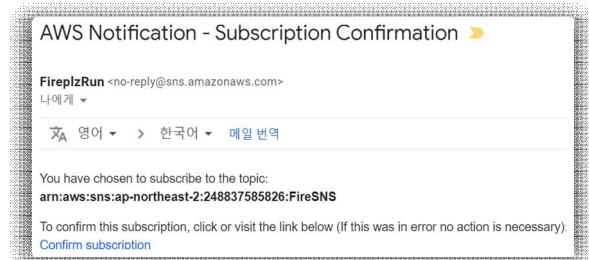 AWS Notification - Subscription Confirmation
FireplzRun <no-reply@sns.amazonaws.com>
나에게
영어 > 한국어 메일 번역
You have chosen to subscribe to the topic:
arn:aws:sns:ap-northeast-2:248837585826:FireSNS
To confirm this subscription, click or visit the link below (If this was in error no action is necessary):
Confirm subscription